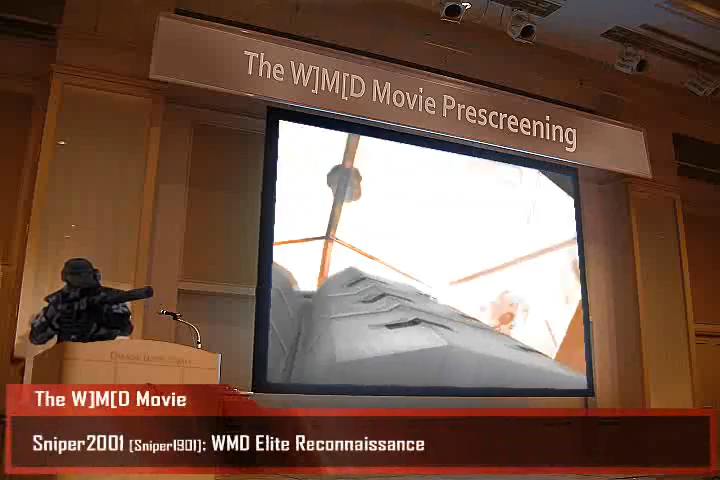 The W]M[D Movie Prescreening
The W]M[D Movie
Sniper2001 [Sniper1901]: WMD Elite Reconnaissance